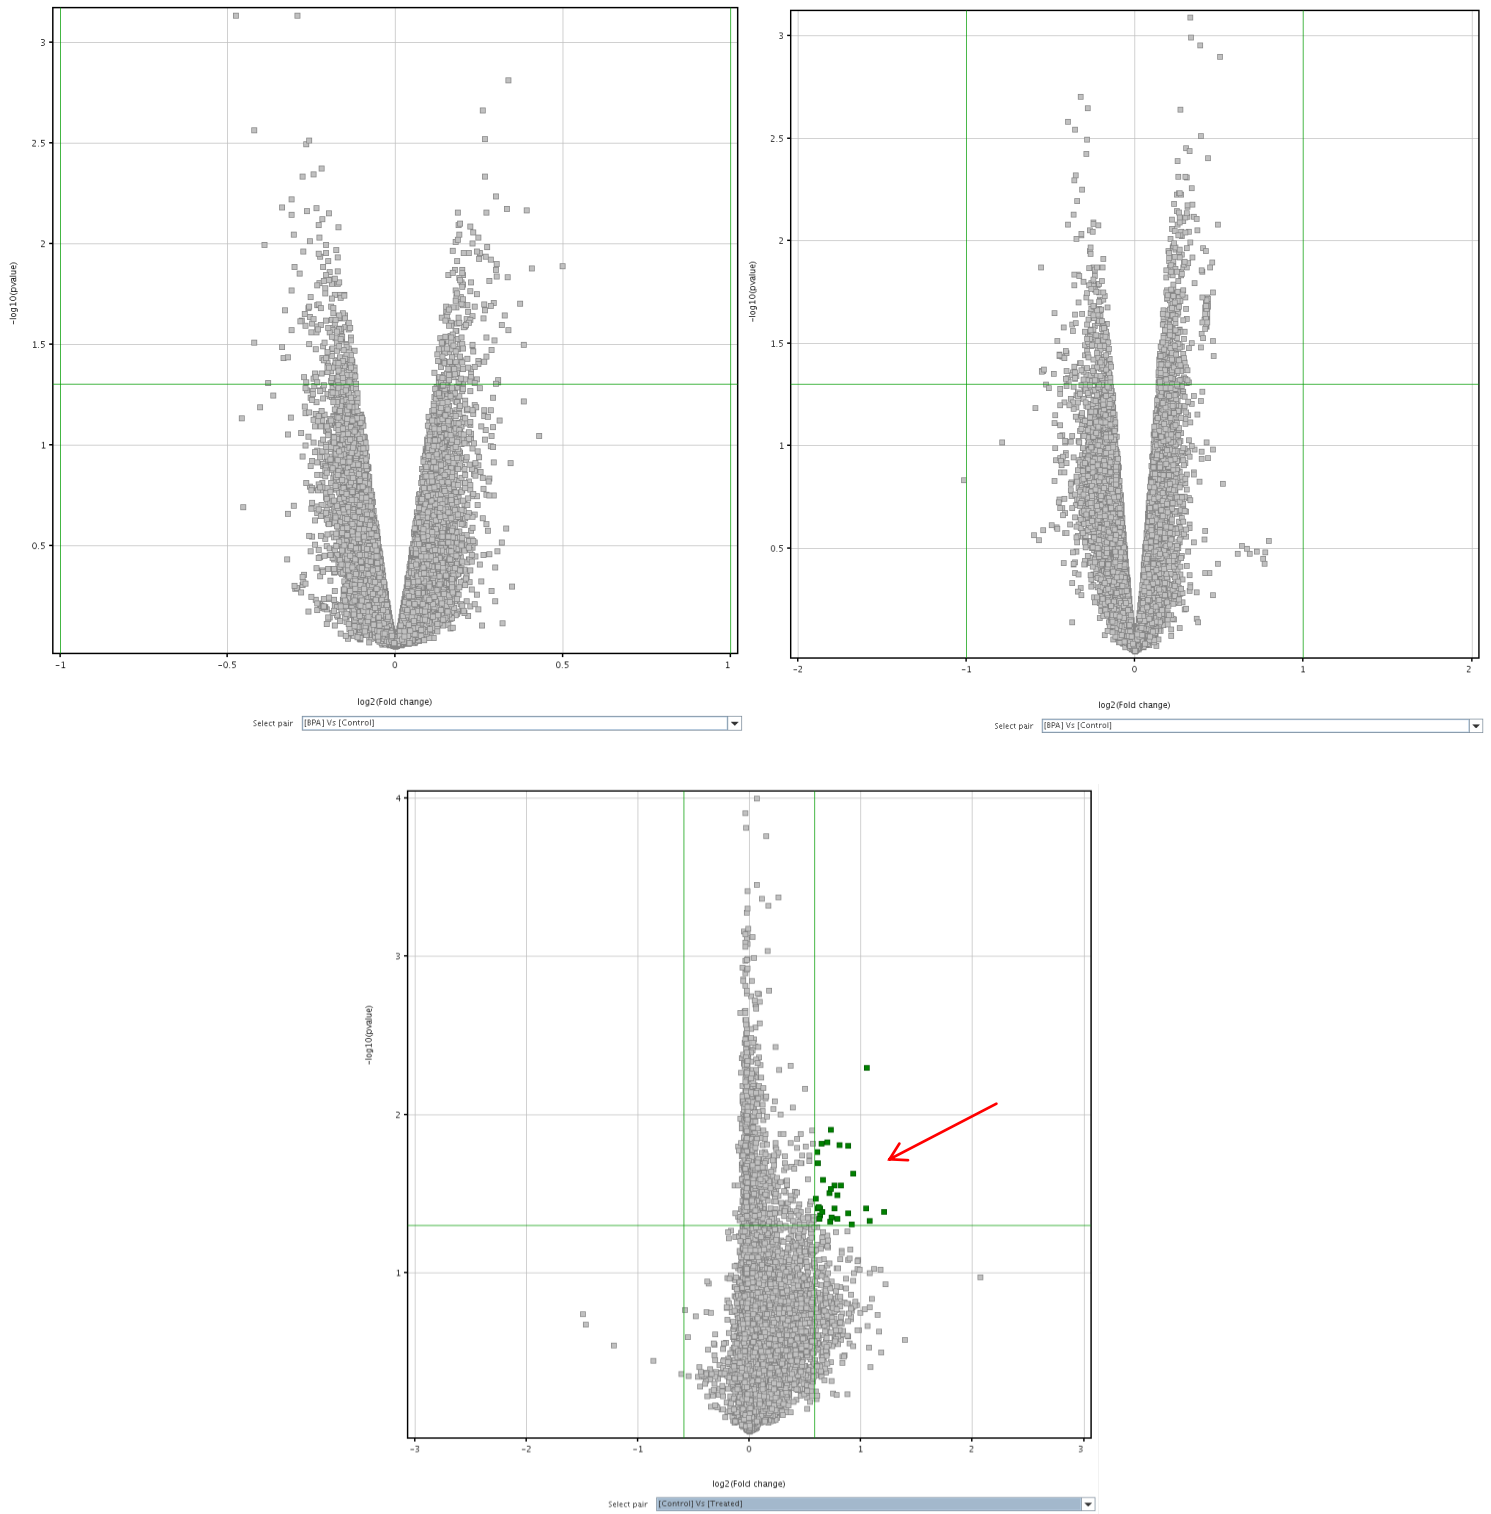 3
2.5
2
1.5
1
0.5
-log10(pvalue)
-1
-0.5
0
0.5
1
log2(Fold change)
Select pair
[BPA] Vs [Control]
3
2.5
2
1.5
1
0.5
-log10(pvalue)
-2
-1
0
1
2
log2(Fold change)
Select pair
[BPA] Vs [Control]
4
3
2
1
-log10(pvalue)
-3
-2
-1
0
1
2
3
log2(Fold change)
Select pair
[Control] Vs [Treated]